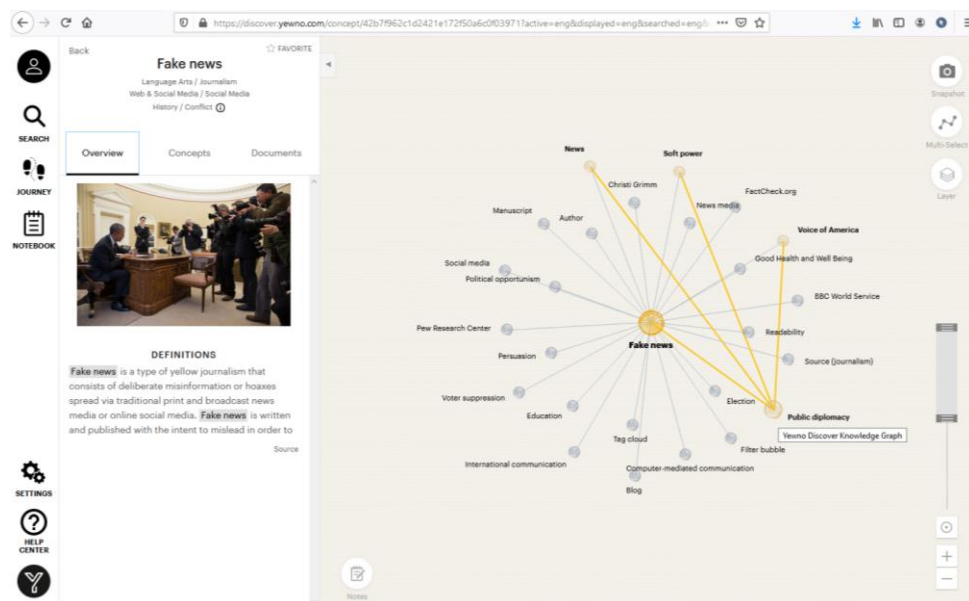 https://discover.yewno.com/concept/42b7f962c1d2421e172f50a6c0f03971?active=eng&displayed=eng&searched=eng&
SEARCH
JOURNEY
NOTEBOOK
SETTINGS
HELP
CENTER
Back
FAVORITE
Fake news
Language Arts / Journalism
Web & Social Media / Social Media
History / Conflict
Overview
Concepts
Documents
DEFINITIONS
Fake news is a type of yellow journalism that
consists of deliberate misinformation or hoaxes
spread via traditional print and broadcast news
media or online social media. Fake news is written
and published with the intent to mislead in order to
Source
News
Soft power
Christi Grimm
FactCheck.org
News media
Manuscript
Author
Voice of America
Social media
Good Health and Well Being
Political opportunism
BBC World Service
Pew Research Center
Readability
Fake news
Persuasion
Source (journalism)
Voter suppression
Election
Education
Public diplomacy
Yewno Discover Knowledge Graph
Tag cloud
Filter bubble
International communication
Computer-mediated communication
Blog
Snapshot
Multi-Select
Layer
Notes